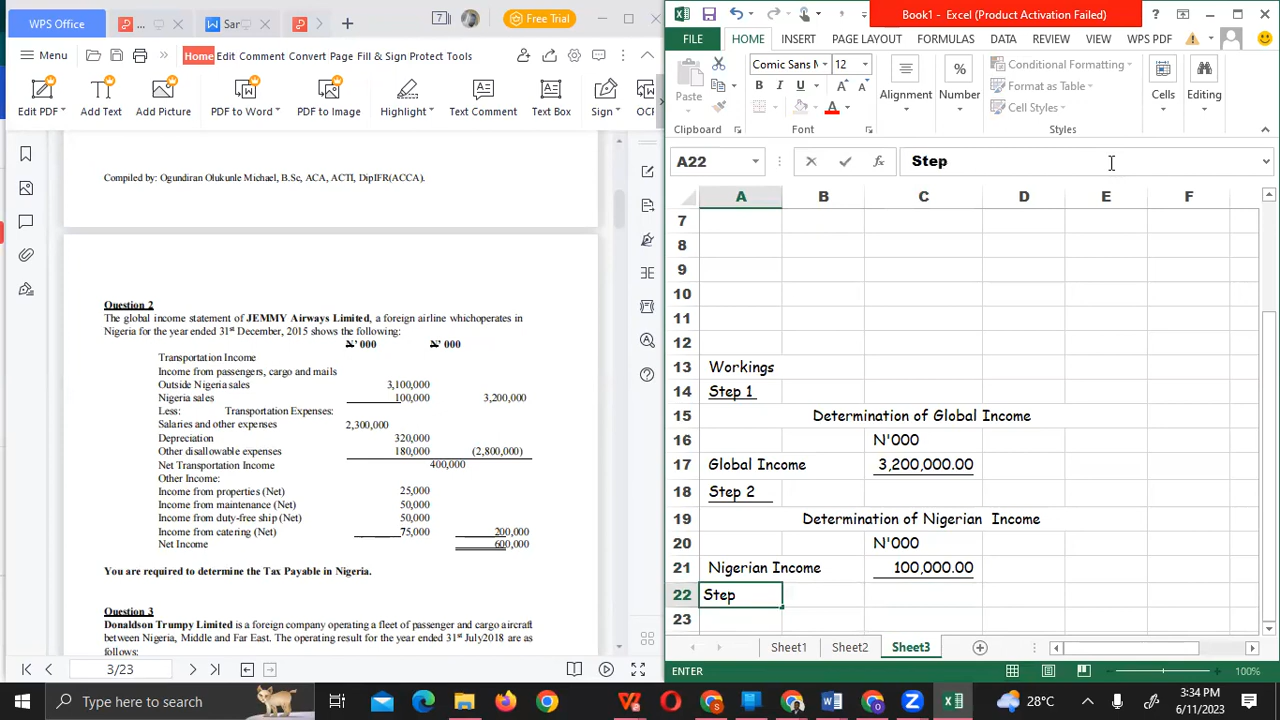 WPS Office
...
Sar
7
Free Trial
Menu
Home Edit Comment Convert Page Fill & Sign Protect Tools
Edit PDF
Add Text
Add Picture
PDF to Word
PDF to Image
Highlight
Text Comment
Text Box
Sign
OCF
Compiled by: Ogundiran Olukunle Michael, B.Sc, ACA, ACTI, DipIFR(ACCA).
Question 2
The global income statement of JEMMY Airways Limited, a foreign airline whichoperates in
Nigeria for the year ended 31st December, 2015 shows the following:
N' 000 N' 000
Transportation Income
Income from passengers, cargo and mails
Outside Nigeria sales 3,100,000
Nigeria sales 100,000 3,200,000
Less: Transportation Expenses:
Salaries and other expenses 2,300,000
Depreciation 320,000
Other disallowable expenses 180,000 (2,800,000)
Net Transportation Income 400,000
Other Income:
Income from properties (Net) 25,000
Income from maintenance (Net) 50,000
Income from duty-free ship (Net) 50,000
Income from catering (Net) 75,000 200,000
Net Income 600,000
You are required to determine the Tax Payable in Nigeria.
Question 3
Donaldson Trumpy Limited is a foreign company operating a fleet of passenger and cargo aircraft
between Nigeria, Middle and Far East. The operating result for the year ended 31st July2018 are as
follows:
3/23
Book1 - Excel (Product Activation Failed)
FILE HOME INSERT PAGE LAYOUT FORMULAS DATA REVIEW VIEW WPS PDF
Paste
Clipboard
Comic Sans M 12
B I U
Font
Alignment
%
Number
Conditional Formatting
Format as Table
Cell Styles
Styles
Cells
Editing
A22
fx
Step
A B C D E F
7
8
9
10
11
12
13 Workings
14 Step 1
15 Determination of Global Income
16 N'000
17 Global Income 3,200,000.00
18 Step 2
19 Determination of Nigerian Income
20 N'000
21 Nigerian Income 100,000.00
22 Step
23
Sheet1 Sheet2 Sheet3
ENTER
100%
Type here to search
28°C
3:34 PM
6/11/2023